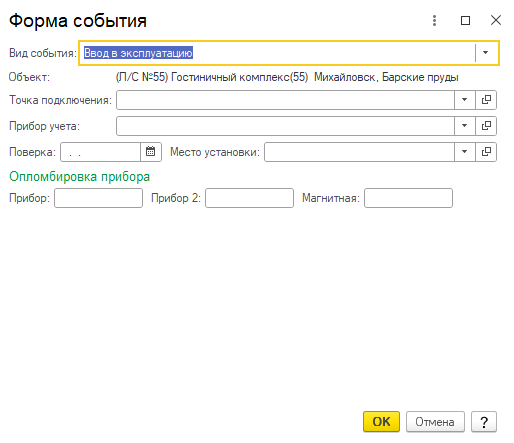 Форма события
Вид события: Ввод в эксплуатацию
Объект: (Л/С №55) Гостиничный комплекс(55) Михайловск, Барские пруды
Точка подключения:
Прибор учета:
Поверка: . . Место установки:
Опломбировка прибора
Прибор: Прибор 2: Магнитная:
OK Отмена ?